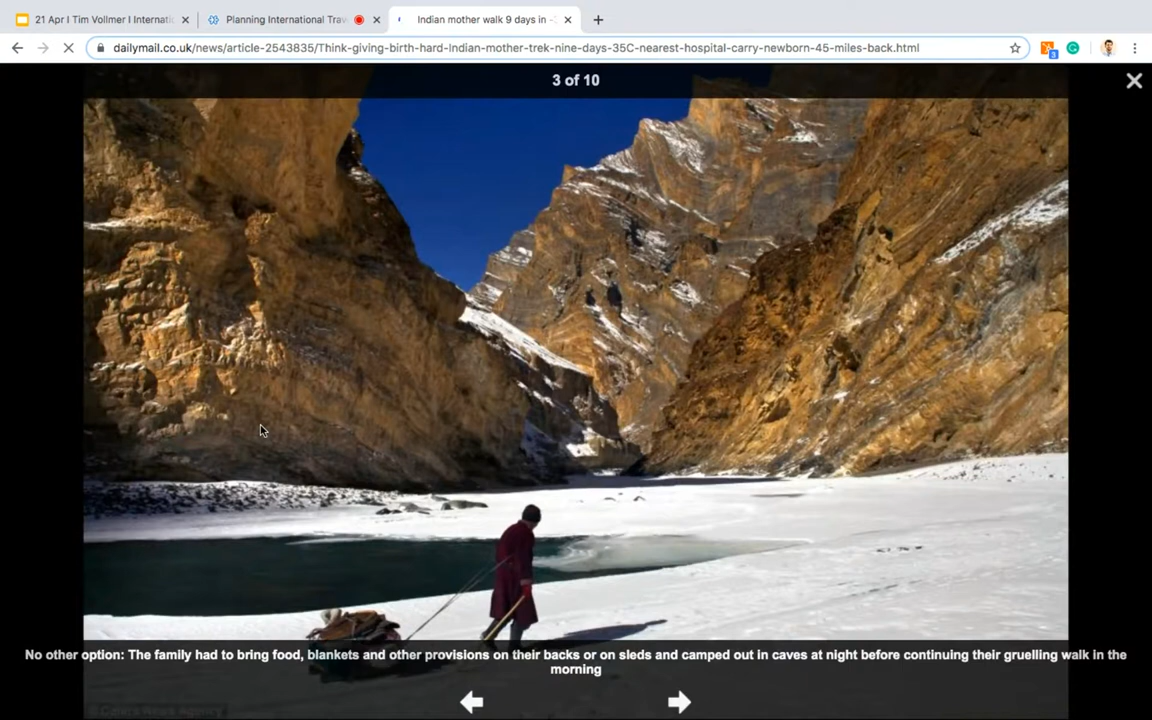 21 Apr I Tim Vollmer I Internatic
Planning International Trav
Indian mother walk 9 days in -
dailymail.co.uk/news/article-2543835/Think-giving-birth-hard-Indian-mother-trek-nine-days-35C-nearest-hospital-carry-newborn-45-miles-back.html
3
3 of 10
No other option: The family had to bring food, blankets and other provisions on their backs or on sleds and camped out in caves at night before continuing their gruelling walk in the
morning